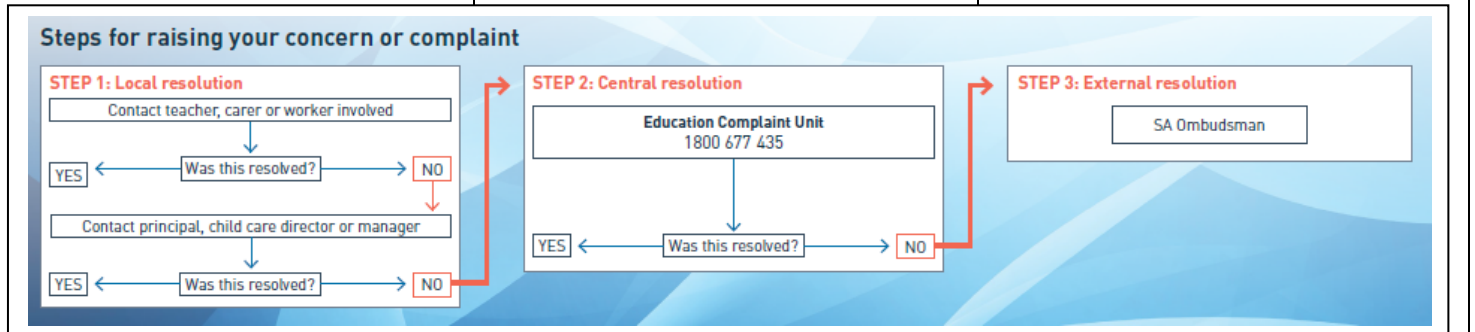 Steps for raising your concern or complaint
STEP 1: Local resolution
Contact teacher, carer or worker involved
Was this resolved?
YES
NO
Contact principal, child care director or manager
Was this resolved?
YES
NO
STEP 2: Central resolution
Education Complaint Unit
1800 677 435
Was this resolved?
YES
NO
STEP 3: External resolution
SA Ombudsman